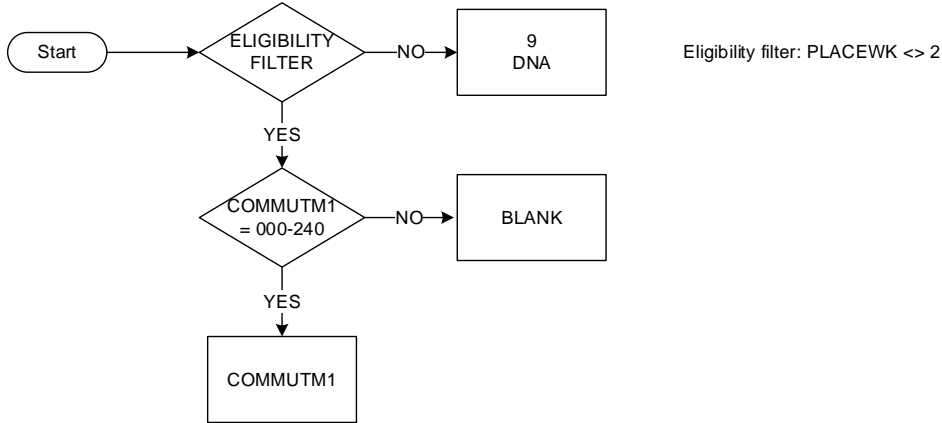 Start
ELIGIBILITY
FILTER
NO
9
DNA
Eligibility filter: PLACEWK <> 2
YES
COMMUTM1
= 000-240
NO
BLANK
YES
COMMUTM1